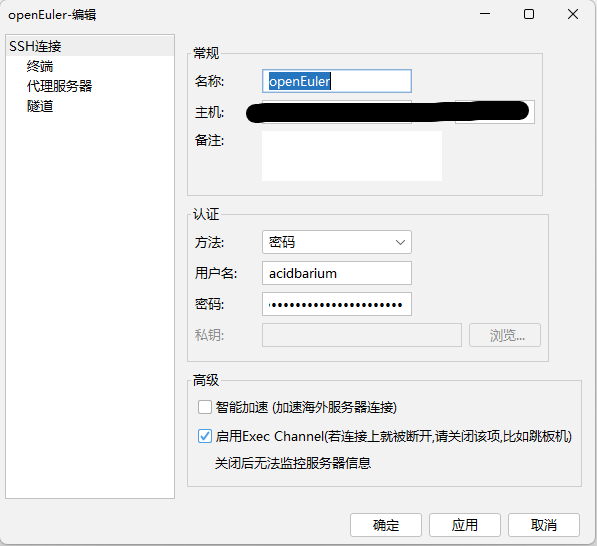 openEuler-编辑
SSH连接
终端
代理服务器
隧道
常规
名称: openEuler
主机:
备注:
认证
方法: 密码
用户名: acidbarium
密码: ••••••••••••••••••••••
私钥: 浏览...
高级
智能加速 (加速海外服务器连接)
启用Exec Channel(若连接上就被断开,请关闭该项,比如跳板机)
关闭后无法监控服务器信息
确定 应用 取消